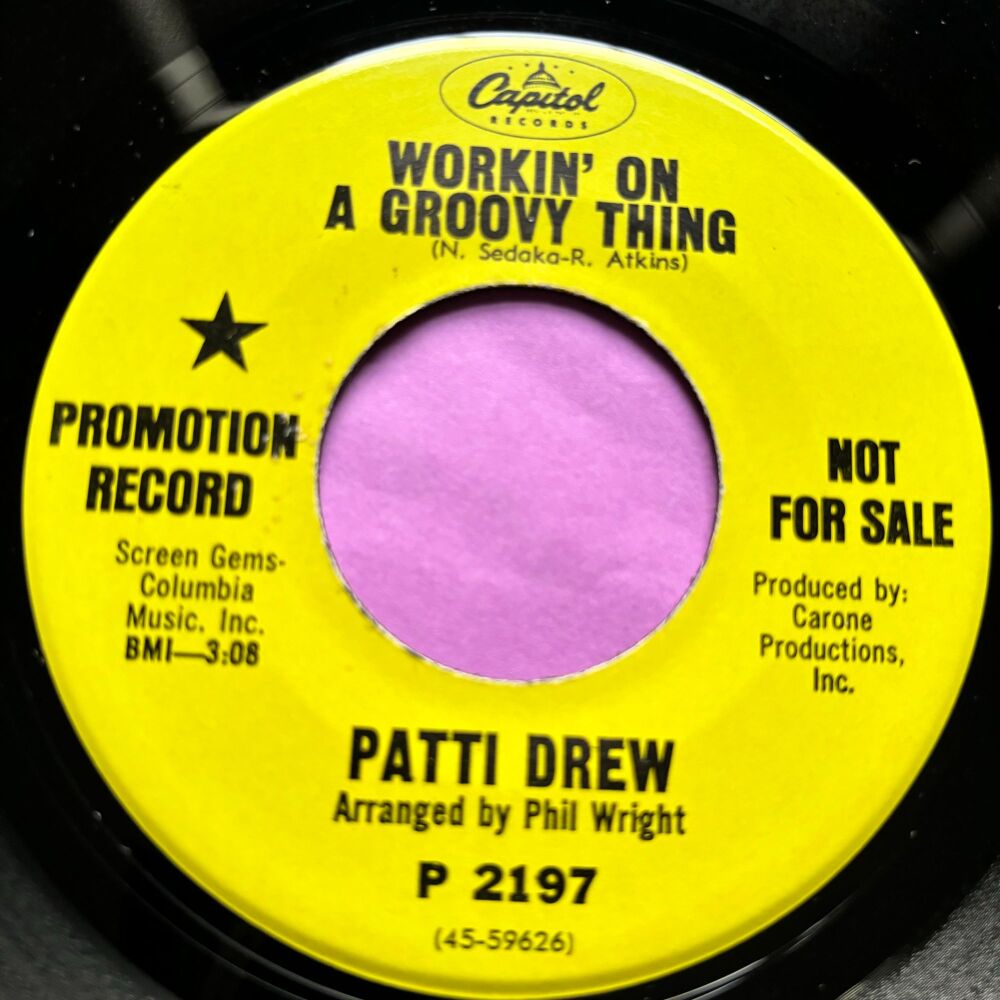 Capitol
RECORDS
WORKIN' ON
A GROOVY THING
(N. Sedaka-R. Atkins)
PROMOTION
RECORD
Screen Gems-
Columbia
Music, Inc.
BMI—3:08
NOT
FOR SALE
Produced by:
Carone
Productions,
Inc.
PATTI DREW
Arranged by Phil Wright
P 2197
(45-59626)